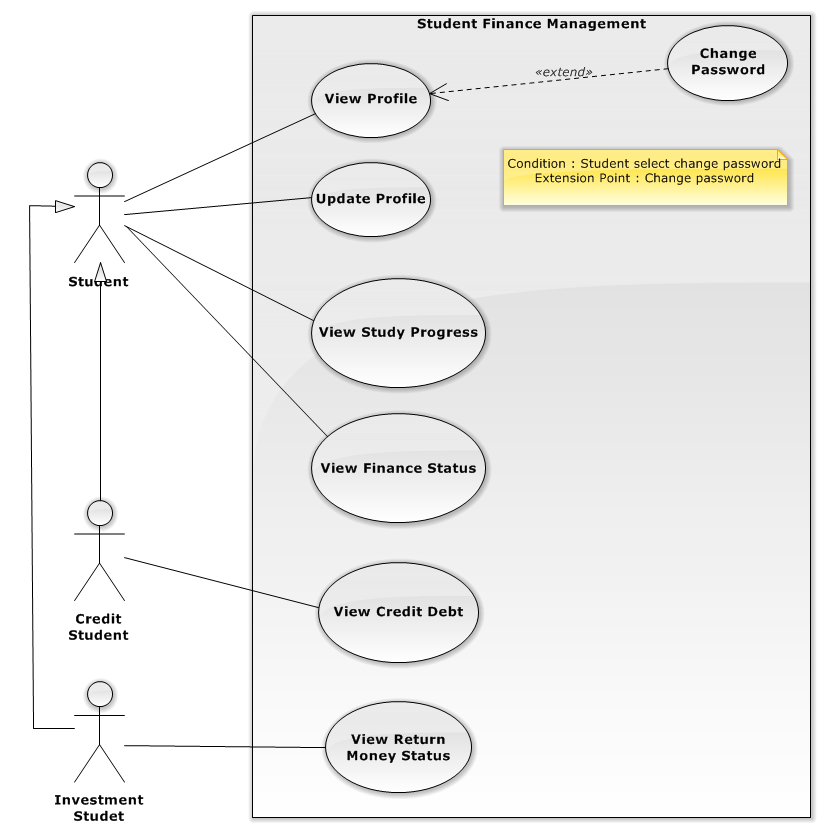 Student Finance Management
Change
Password
«extend»
View Profile
Condition : Student select change password
Extension Point : Change password
Update Profile
Student
View Study Progress
View Finance Status
Credit
Student
View Credit Debt
View Return
Money Status
Investment
Studet